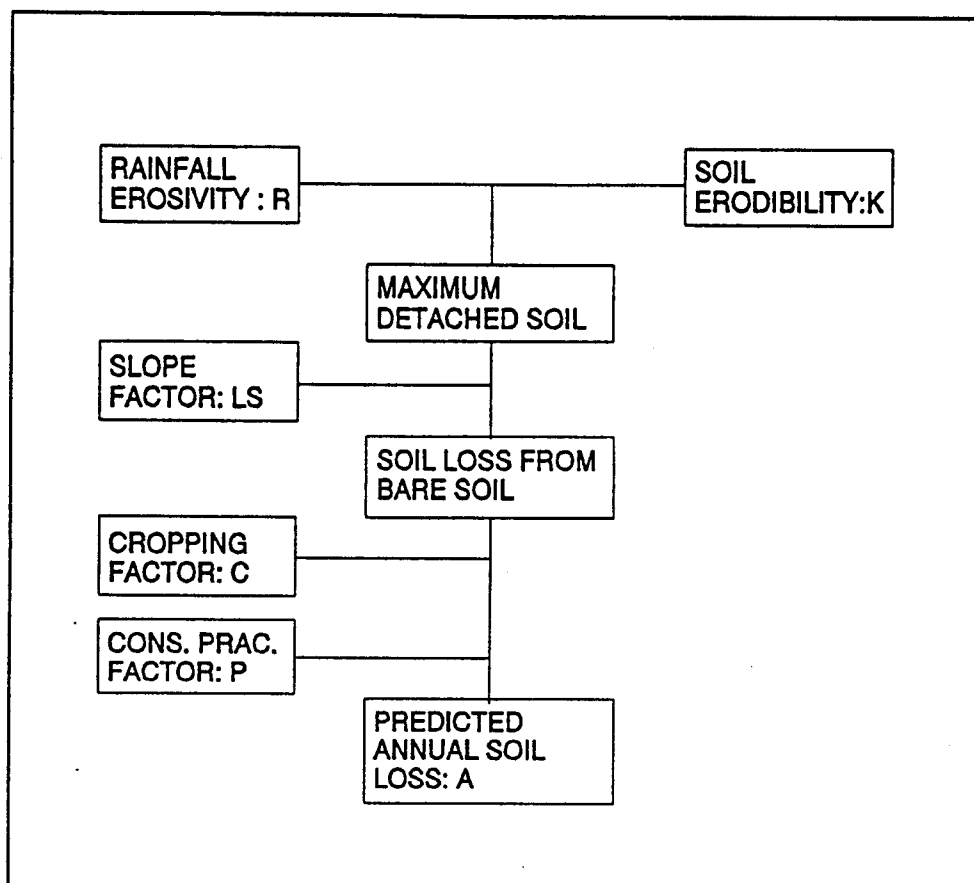 RAINFALL
EROSIVITY : R
SOIL
ERODIBILITY:K
MAXIMUM
DETACHED SOIL
SLOPE
FACTOR: LS
SOIL LOSS FROM
BARE SOIL
CROPPING
FACTOR: C
CONS. PRAC.
FACTOR: P
PREDICTED
ANNUAL SOIL
LOSS: A